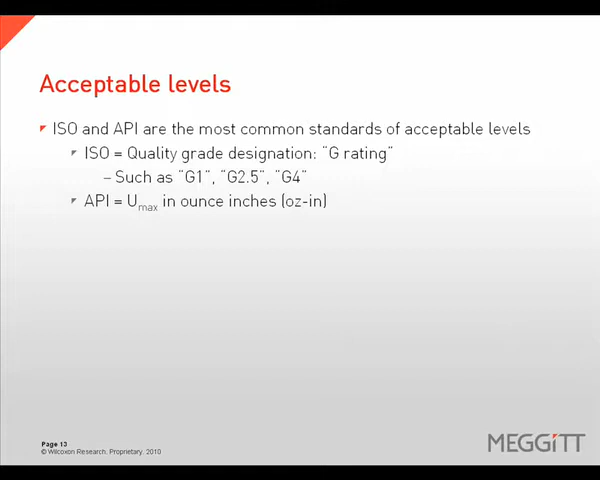 Acceptable levels
ISO and API are the most common standards of acceptable levels
ISO = Quality grade designation: "G rating"
– Such as "G1", "G2.5", "G4"
API = Umax in ounce inches (oz-in)
Page 13
© Wilcoxon Research, Proprietary, 2010
MEGGiTT